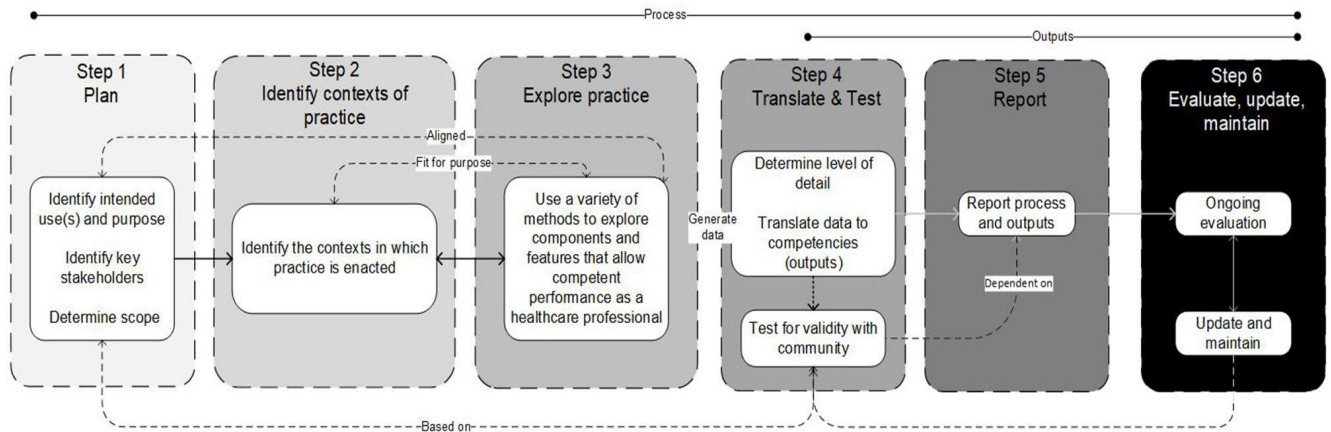 Process
Outputs
Step 1
Plan
Step 2
Identify contexts of
practice
Step 3
Explore practice
Step 4
Translate & Test
Step 5
Report
Step 6
Evaluate, update,
maintain
Aligned
Fit for purpose
Identify intended
use(s) and purpose
Identify key
stakeholders
Determine scope
Identify the contexts in which
practice is enacted
Use a variety of
methods to explore
components and
features that allow
competent
performance as a
healthcare professional
Generate
data
Determine level of
detail
Translate data to
competencies
(outputs)
Test for validity with
community
Report process
and outputs
Dependent on
Ongoing
evaluation
Update and
maintain
Based on